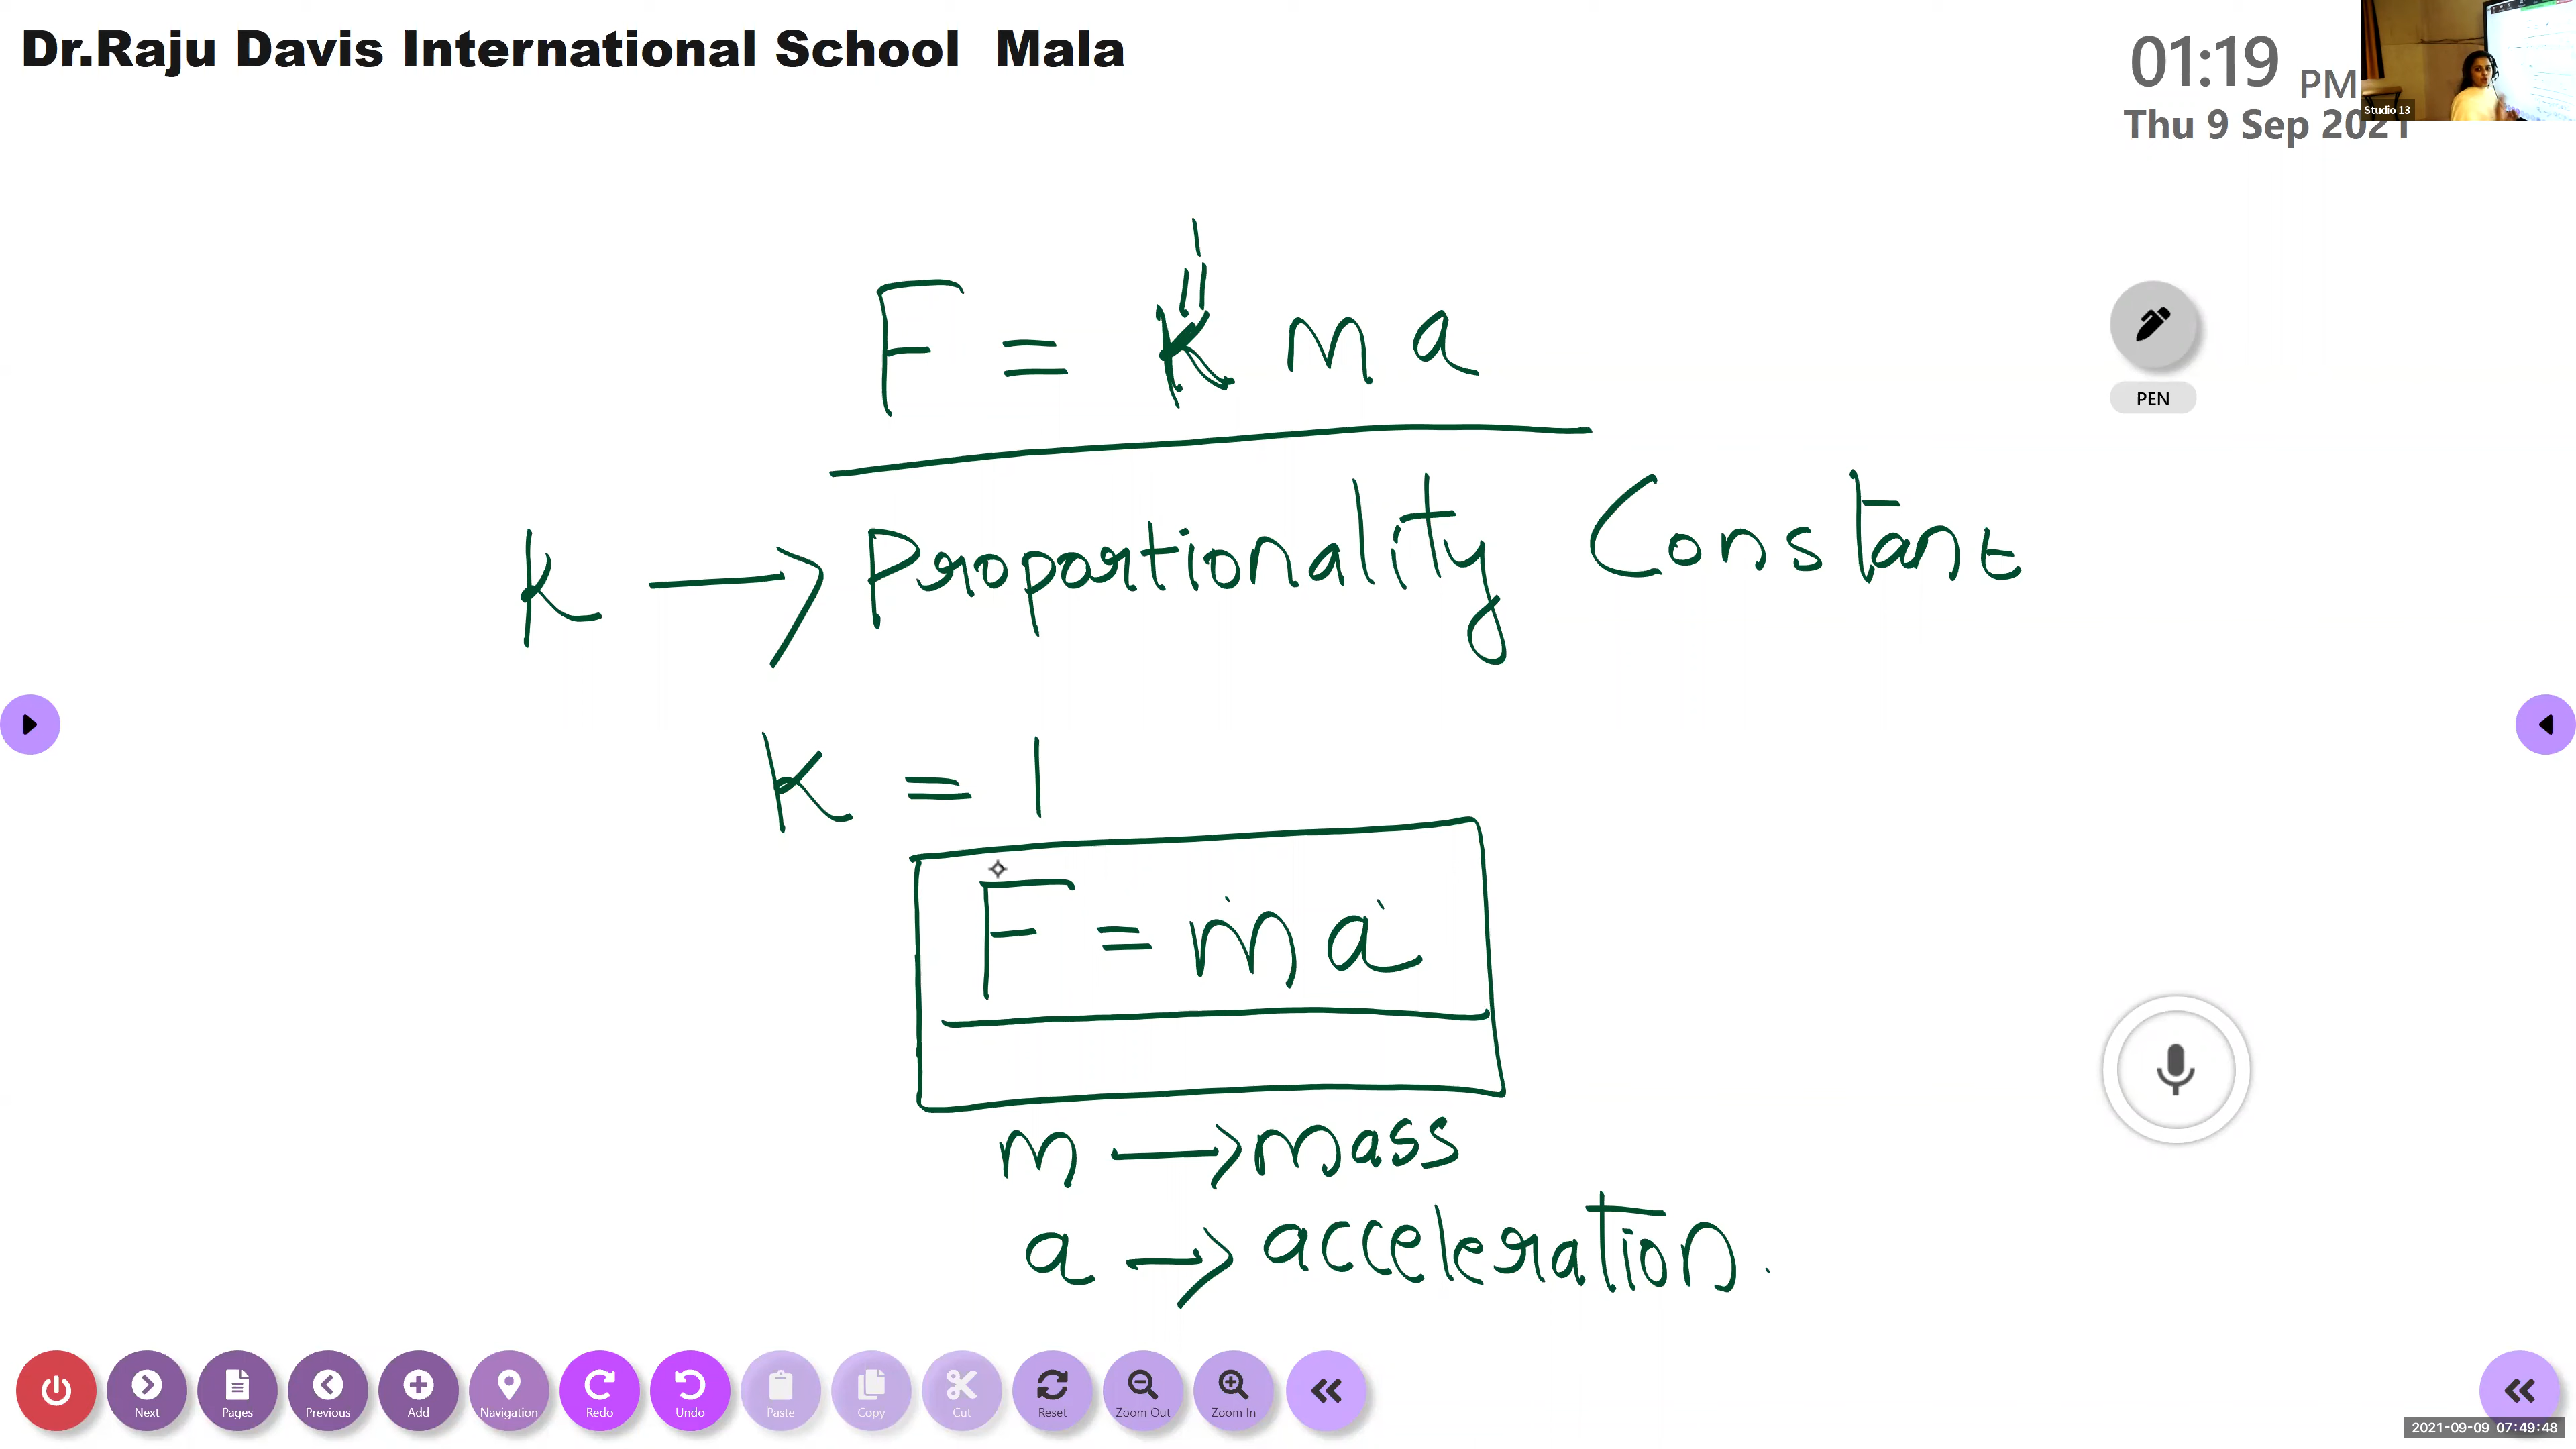 Dr.Raju Davis International School Mala
01:19 PM
Studio 13
Thu 9 Sep 2021
1
||
F = k m a
PEN
k → Proportionality Constant
k = 1
F = m a
m → mass
a → acceleration.
Next Pages Previous Add Navigation Redo Undo Paste Copy Cut Reset Zoom Out Zoom In
2021-09-09 07:49:48